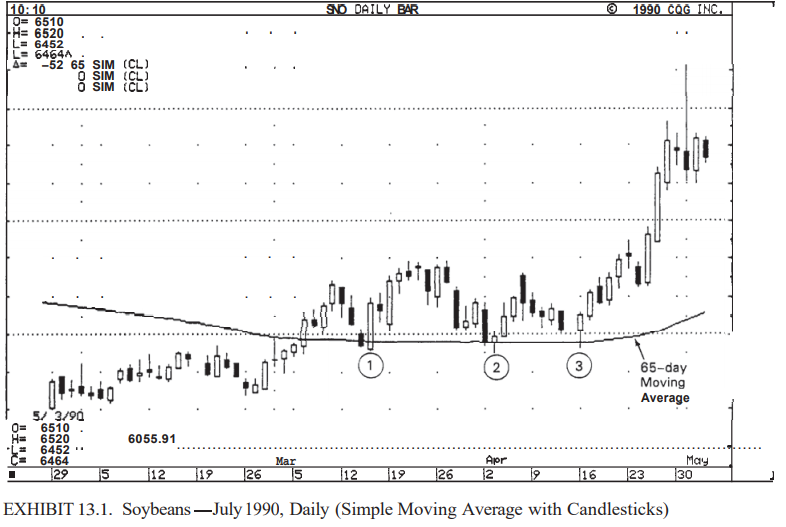 10:10 SNO DAILY BAR © 1990 CQG INC.
O= 6510
H= 6520
L= 6452
L= 6464^
Δ= -52 65 SIM (CL)
0 SIM (CL)
0 SIM (CL)
1
2
3
65-day
Moving
Average
5/ 3/90
O= 6510
H= 6520
L= 6452
C= 6464
6055.91
Mar Apr May
29 5 12 19 26 5 12 19 26 2 9 16 23 30
EXHIBIT 13.1. Soybeans—July 1990, Daily (Simple Moving Average with Candlesticks)